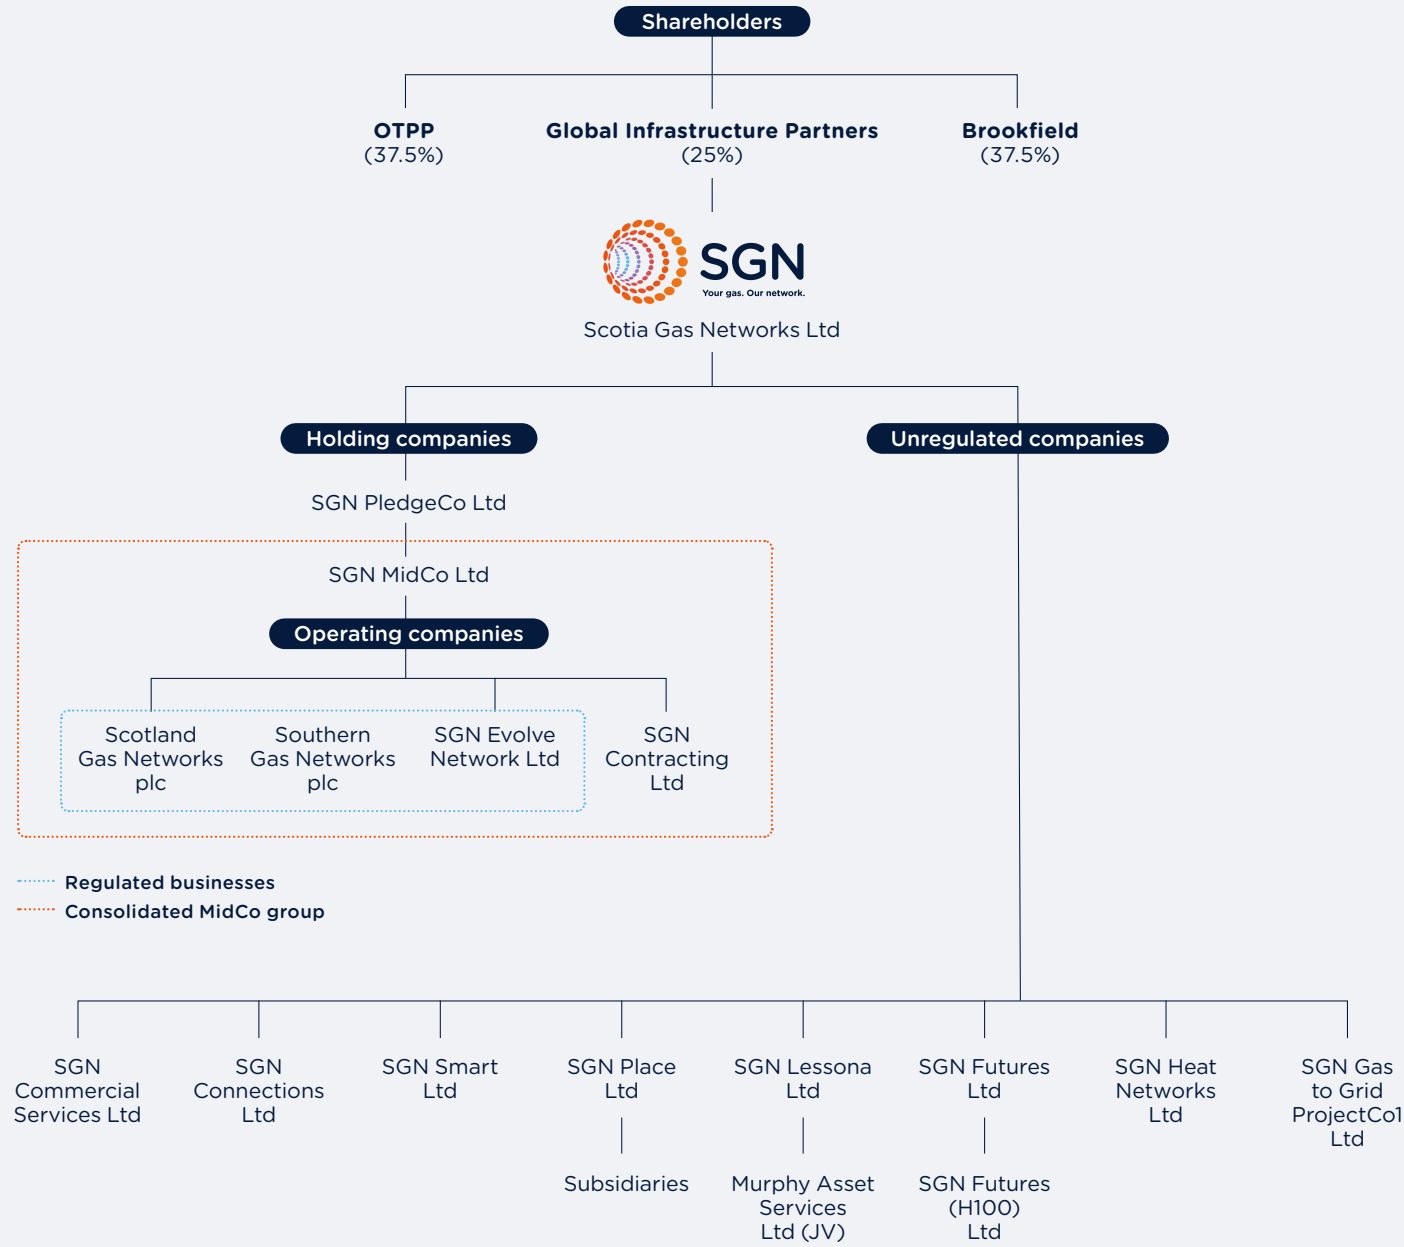 Shareholders
OTPP
(37.5%)
Global Infrastructure Partners
(25%)
Brookfield
(37.5%)
SGN
Your gas. Our network.
Scotia Gas Networks Ltd
Holding companies
Unregulated companies
SGN PledgeCo Ltd
SGN MidCo Ltd
Operating companies
Scotland
Gas Networks
plc
Southern
Gas Networks
plc
SGN Evolve
Network Ltd
SGN
Contracting
Ltd
Regulated businesses
Consolidated MidCo group
SGN
Commercial
Services Ltd
SGN
Connections
Ltd
SGN Smart
Ltd
SGN Place
Ltd
SGN Lessona
Ltd
SGN Futures
Ltd
SGN Heat
Networks
Ltd
SGN Gas
to Grid
ProjectCo1
Ltd
Subsidiaries
Murphy Asset
Services
Ltd (JV)
SGN Futures
(H100)
Ltd